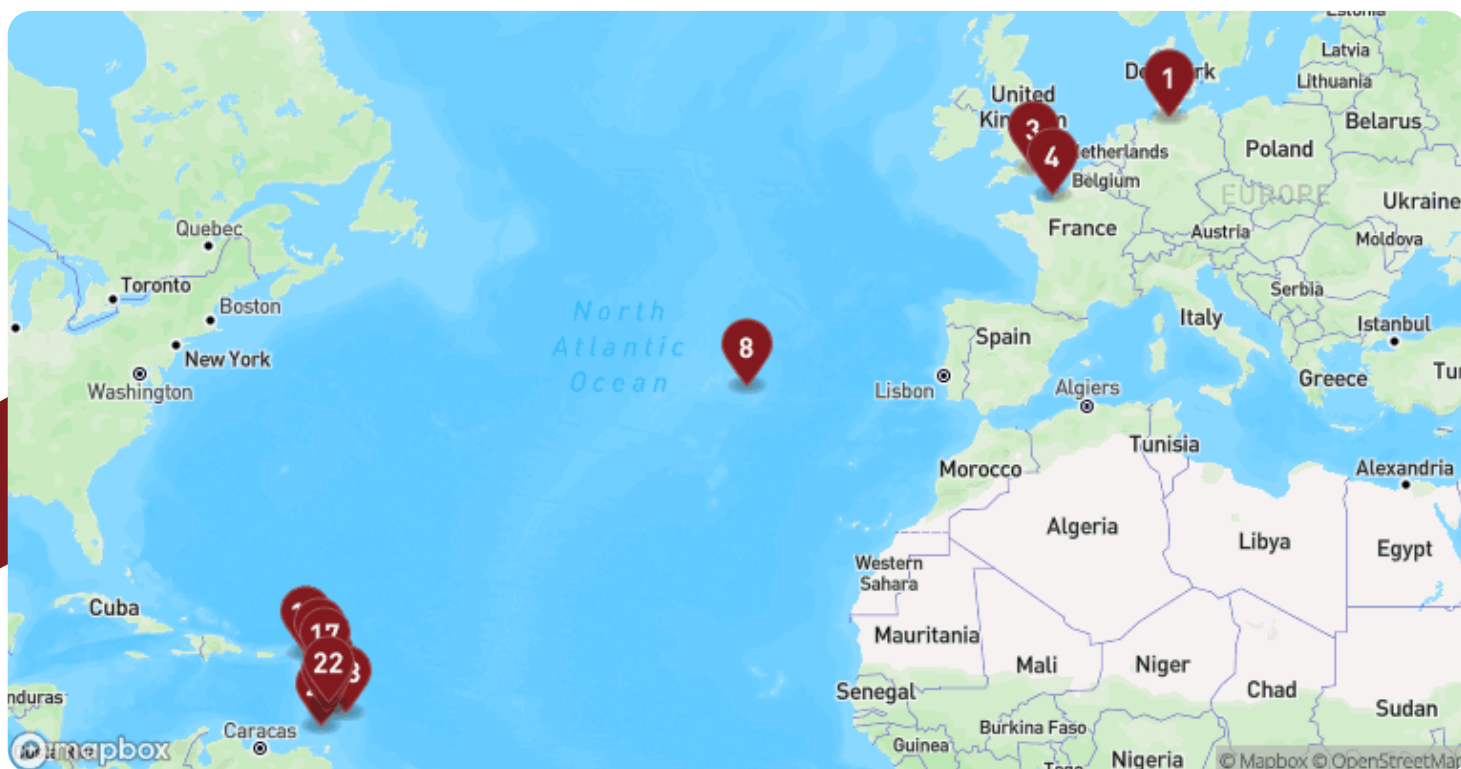 Estonia
Latvia
Lithuania
1
United
3
Belarus
4
Netherlands
Poland
Belgium
EUROPE
Ukraine
Quebec
France
Austria
Moldova
Toronto
Boston
North
Atlantic
Ocean
Serbia
Italy
Istanbul
8
Spain
New York
Washington
Lisbon
Algiers
Greece
Tunisia
Morocco
Alexandria
Algeria
Libya
Egypt
Western
Sahara
Cuba
17
Mauritania
Mali
Niger
22
Chad
Senegal
Sudan
Caracas
Burkina Faso
Guinea
Nigeria
mapbox
© Mapbox © OpenStreetMap